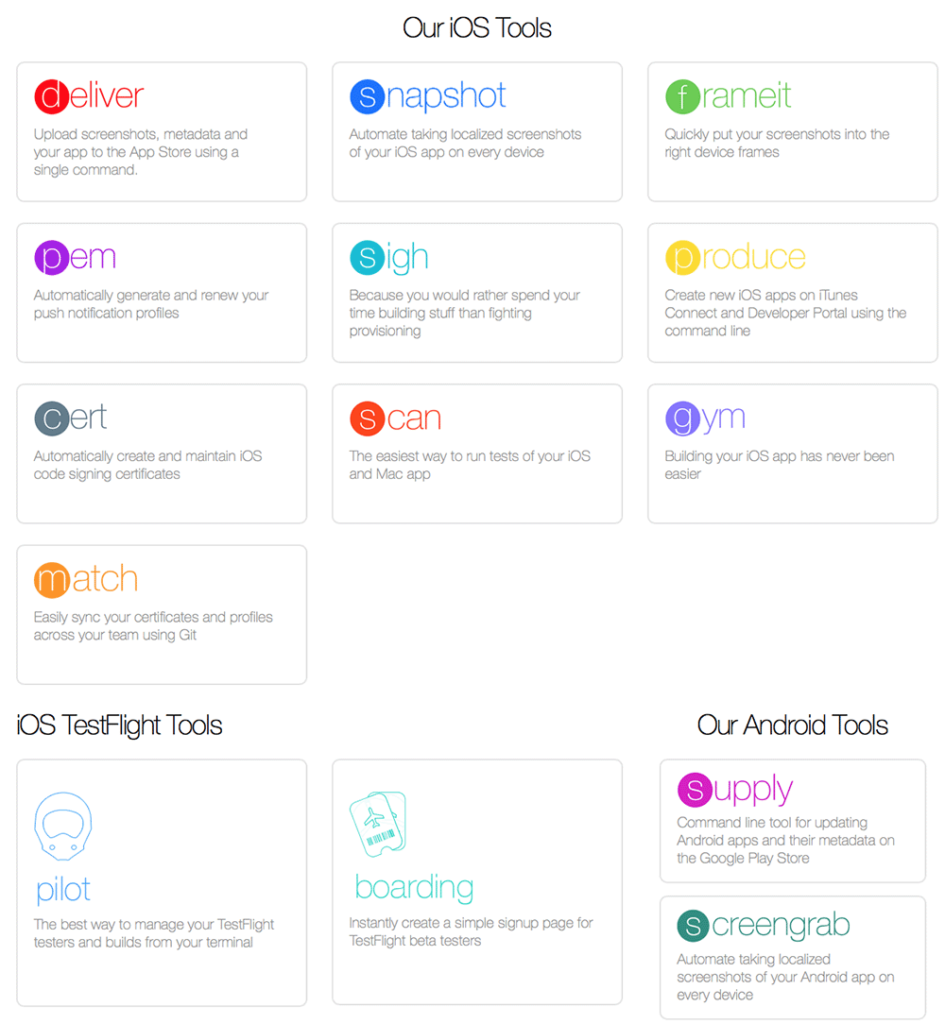 Our iOS Tools
deliver
Upload screenshots, metadata and
your app to the App Store using a
single command.
snapshot
Automate taking localized screenshots
of your iOS app on every device
frameit
Quickly put your screenshots into the
right device frames
pem
Automatically generate and renew your
push notification profiles
sigh
Because you would rather spend your
time building stuff than fighting
provisioning
produce
Create new iOS apps on iTunes
Connect and Developer Portal using the
command line
cert
Automatically create and maintain iOS
code signing certificates
scan
The easiest way to run tests of your iOS
and Mac app
gym
Building your iOS app has never been
easier
match
Easily sync your certificates and profiles
across your team using Git
iOS TestFlight Tools
pilot
The best way to manage your TestFlight
testers and builds from your terminal
boarding
Instantly create a simple signup page for
TestFlight beta testers
Our Android Tools
supply
Command line tool for updating
Android apps and their metadata on
the Google Play Store
screengrab
Automate taking localized
screenshots of your Android app on
every device